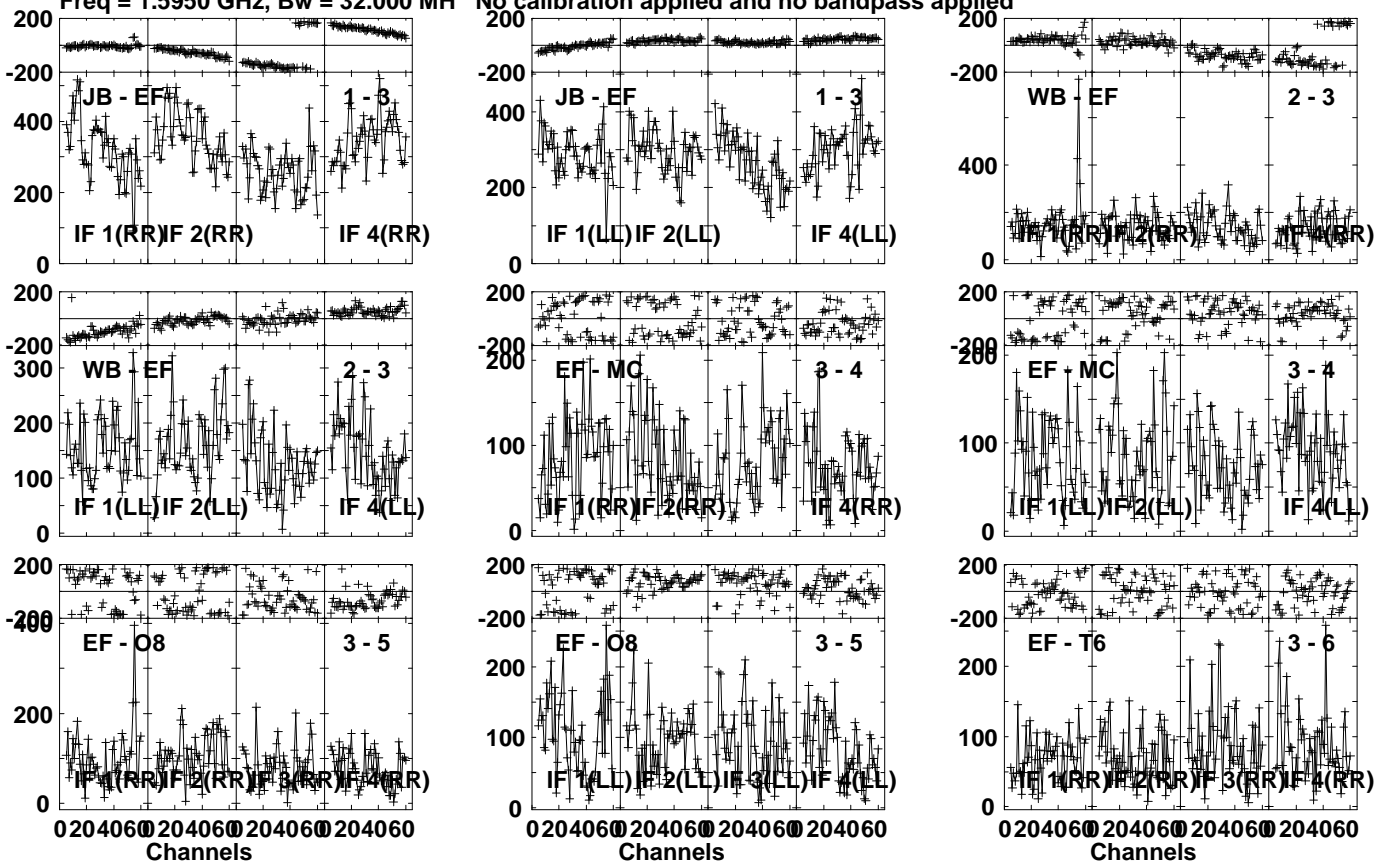 Freq = 1.5950 GHz, Bw = 32.000 MH No calibration applied and no bandpass applied
200
-200
400
200
0
JB - EF
1 - 3
IF 1(RR)
IF 2(RR)
IF 4(RR)
400
200
0
JB - EF
1 - 3
IF 1(LL)
IF 2(LL)
IF 4(LL)
200
-200
400
0
WB - EF
2 - 3
IF 1(RR)
IF 2(RR)
IF 4(RR)
200
-200
300
200
100
0
WB - EF
2 - 3
IF 1(LL)
IF 2(LL)
IF 4(LL)
200
-200
200
100
0
EF - MC
3 - 4
IF 1(RR)
IF 2(RR)
IF 4(RR)
200
-200
200
100
0
EF - MC
3 - 4
IF 1(LL)
IF 2(LL)
IF 4(LL)
200
-200
400
200
0
EF - O8
3 - 5
IF 1(RR)
IF 2(RR)
IF 3(RR)
IF 4(RR)
0 20 40 60 0 20 40 60 0 20 40 60 0 20 40 60
Channels
200
-200
200
100
0
EF - O8
3 - 5
IF 1(LL)
IF 2(LL)
IF 3(LL)
IF 4(LL)
0 20 40 60 0 20 40 60 0 20 40 60 0 20 40 60
Channels
200
-200
200
100
0
EF - T6
3 - 6
IF 1(RR)
IF 2(RR)
IF 3(RR)
IF 4(RR)
0 20 40 60 0 20 40 60 0 20 40 60 0 20 40 60
Channels